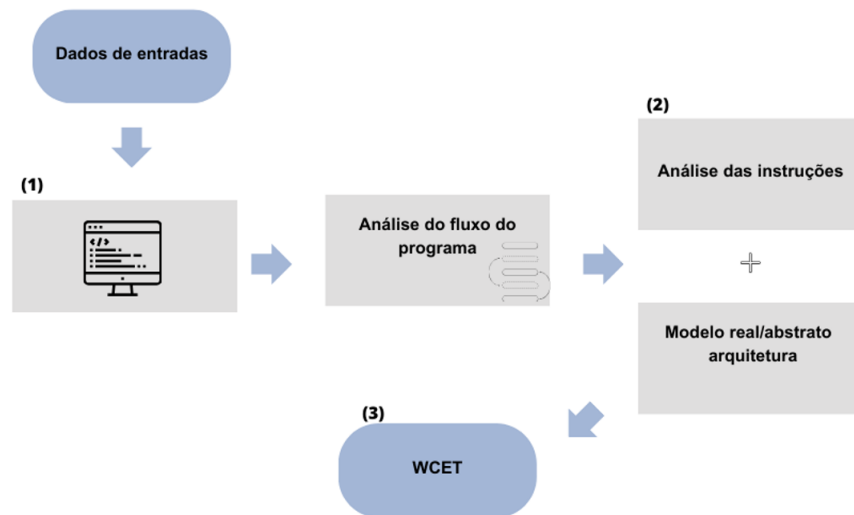 Dados de entradas
(1)
Análise do fluxo do
programa
(2)
Análise das instruções
Modelo real/abstrato
arquitetura
(3)
WCET